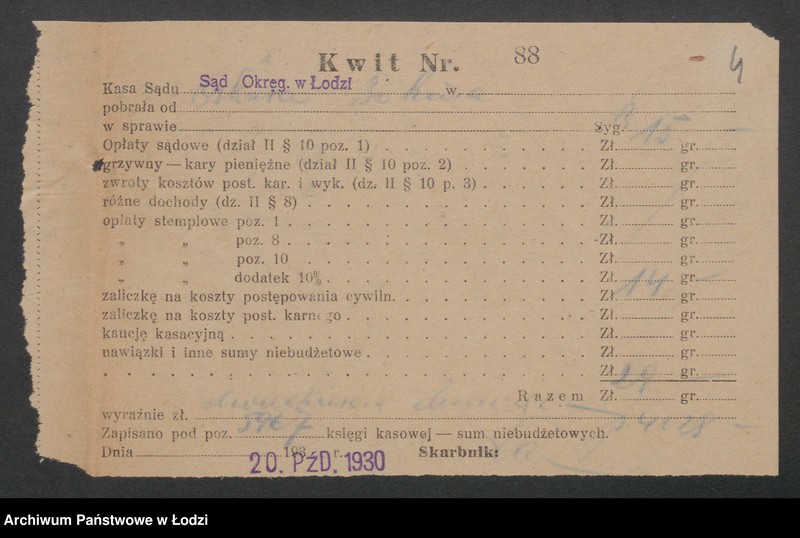 Kwit Nr. 88
4
Kasa Sądu Sąd Okręg. w Łodzi w
pobrała od
w sprawie Syg.
Opłaty sądowe (dział II § 10 poz. 1) Zł. 15 gr. —
grzywny — kary pieniężne (dział II § 10 poz. 2) Zł. gr.
zwroty kosztów post. kar. i wyk. (dz. II § 10 p. 3) Zł. gr.
różne dochody (dz. II § 8) Zł. gr.
opłaty stemplowe poz. 1 Zł. gr.
„ „ poz. 8 Zł. gr.
„ „ poz. 10 Zł. gr.
„ „ dodatek 10% Zł. gr.
zaliczkę na koszty postępowania cywiln. Zł. 14 gr. —
zaliczkę na koszty post. karnego Zł. gr.
kaucję kasacyjną Zł. gr.
nawiązki i inne sumy niebudżetowe Zł. gr.
Zł. gr.
Razem Zł. 29 gr.
wyraźnie zł.
Zapisano pod poz. księgi kasowej — sum niebudżetowych.
Dnia 193 r. Skarbnik:
20. PźD. 1930
Archiwum Państwowe w Łodzi